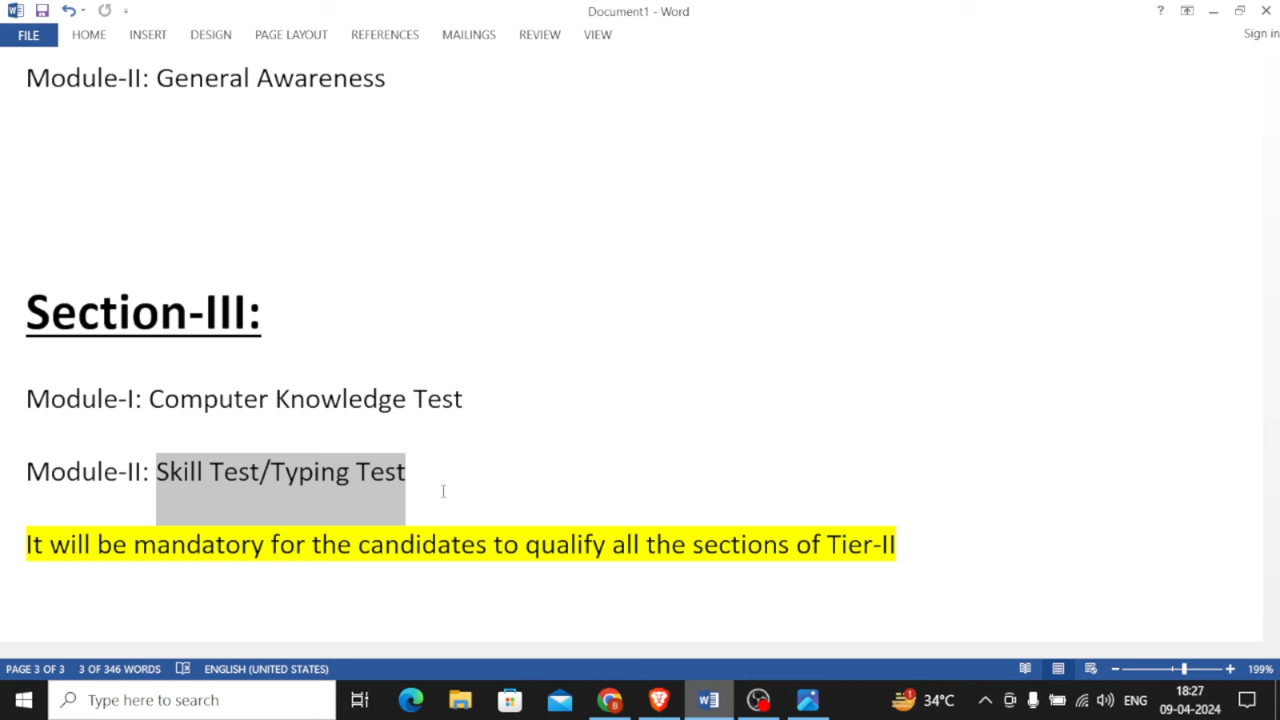 Document1 - Word
?
Sign in
FILE HOME INSERT DESIGN PAGE LAYOUT REFERENCES MAILINGS REVIEW VIEW
Module-II: General Awareness
Section-III:
Module-I: Computer Knowledge Test
Module-II: Skill Test/Typing Test
It will be mandatory for the candidates to qualify all the sections of Tier-II
PAGE 3 OF 3 3 OF 346 WORDS ENGLISH (UNITED STATES) 199%
Type here to search
34°C ENG
18:27
09-04-2024